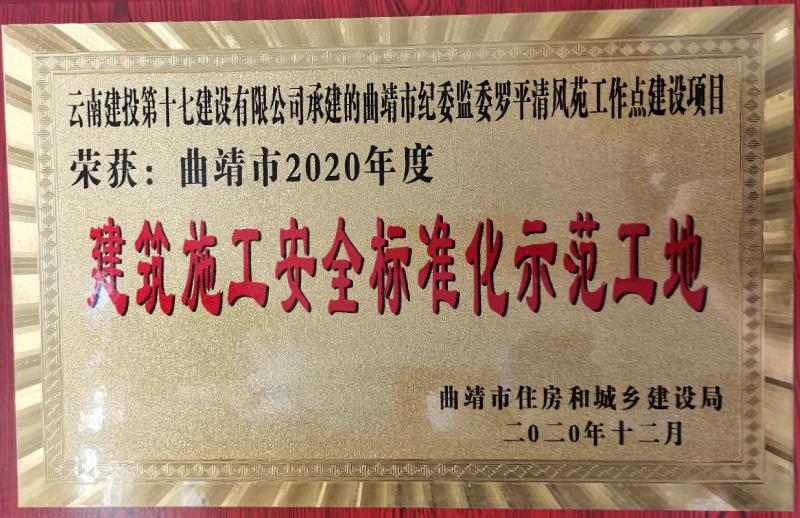 云南建投第十七建设有限公司承建的曲靖市纪委监委罗平清风苑工作点建设项目
荣获：曲靖市2020年度
建筑施工安全标准化示范工地
曲靖市住房和城乡建设局
二〇二〇年十二月